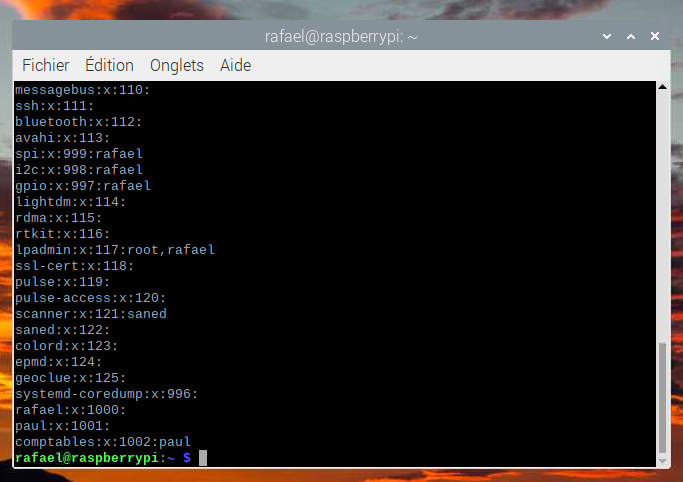 rafael@raspberrypi: ~
Fichier Édition Onglets Aide
messagebus:x:110:
ssh:x:111:
bluetooth:x:112:
avahi:x:113:
spi:x:999:rafael
i2c:x:998:rafael
gpio:x:997:rafael
lightdm:x:114:
rdma:x:115:
rtkit:x:116:
lpadmin:x:117:root,rafael
ssl-cert:x:118:
pulse:x:119:
pulse-access:x:120:
scanner:x:121:saned
saned:x:122:
colord:x:123:
epmd:x:124:
geoclue:x:125:
systemd-coredump:x:996:
rafael:x:1000:
paul:x:1001:
comptables:x:1002:paul
rafael@raspberrypi:~ $